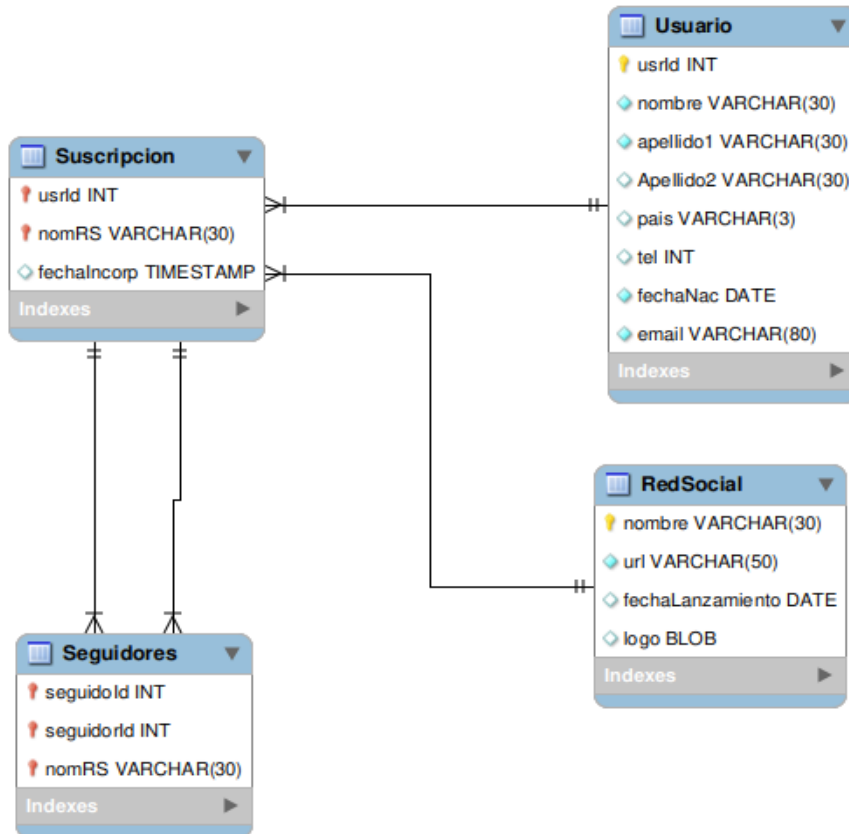 Usuario
usrId INT
nombre VARCHAR(30)
apellido1 VARCHAR(30)
Apellido2 VARCHAR(30)
pais VARCHAR(3)
tel INT
fechaNac DATE
email VARCHAR(80)
Indexes
Suscripcion
usrId INT
nomRS VARCHAR(30)
fechaIncorp TIMESTAMP
Indexes
RedSocial
nombre VARCHAR(30)
url VARCHAR(50)
fechaLanzamiento DATE
logo BLOB
Indexes
Seguidores
seguidoId INT
seguidorId INT
nomRS VARCHAR(30)
Indexes